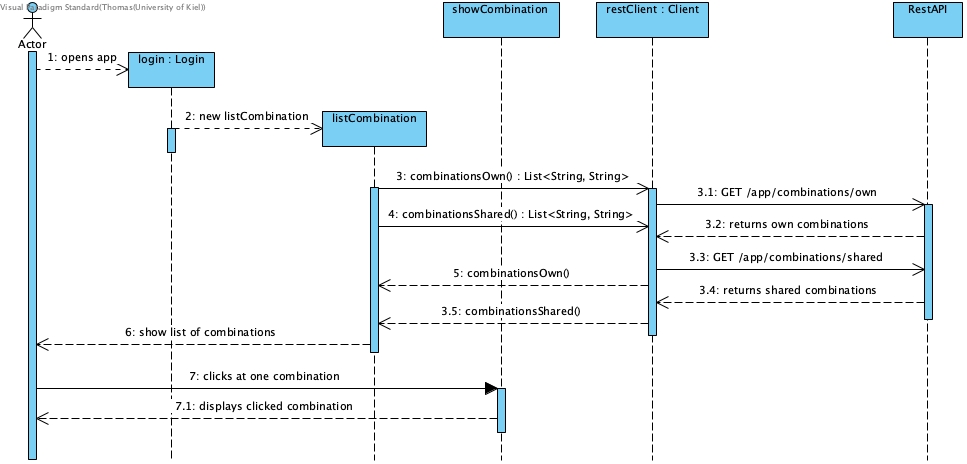 Visual Paradigm Standard(Thomas(University of Kiel))
showCombination
restClient : Client
RestAPI
Actor
1: opens app
login : Login
2: new listCombination
listCombination
3: combinationsOwn() : List<String, String>
3.1: GET /app/combinations/own
4: combinationsShared() : List<String, String>
3.2: returns own combinations
3.3: GET /app/combinations/shared
5: combinationsOwn()
3.4: returns shared combinations
3.5: combinationsShared()
6: show list of combinations
7: clicks at one combination
7.1: displays clicked combination